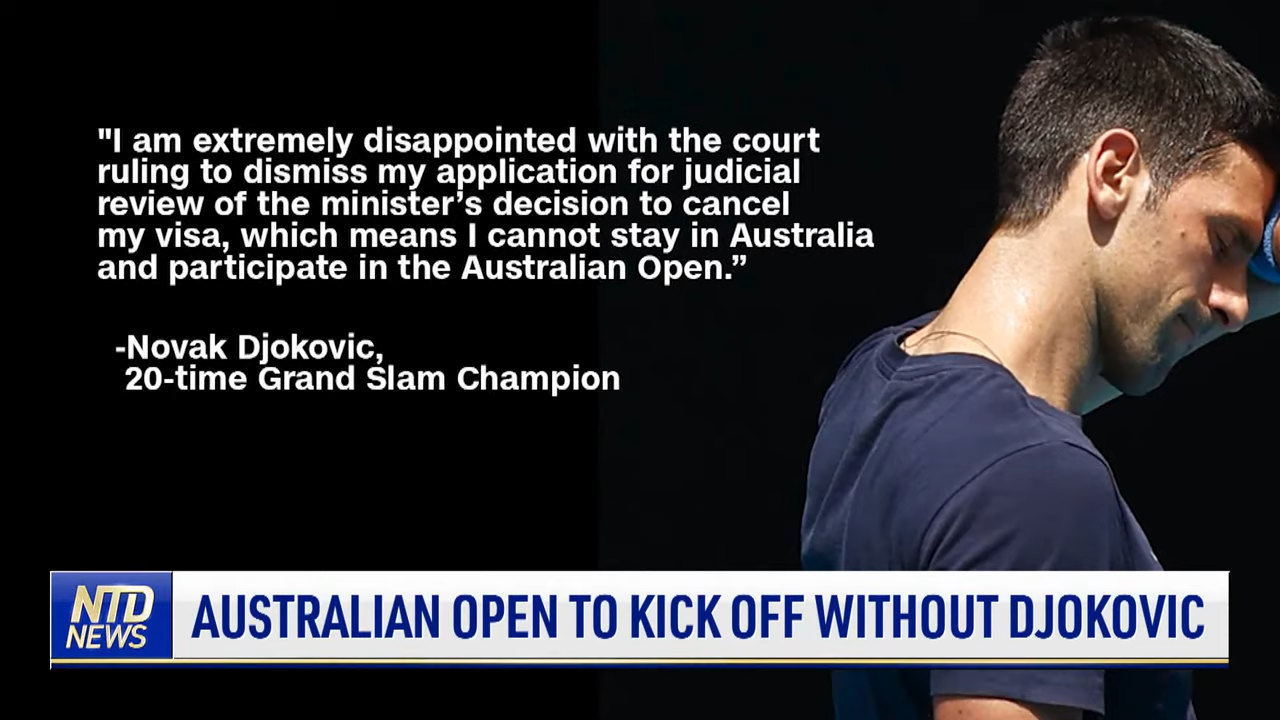 "I am extremely disappointed with the court
ruling to dismiss my application for judicial
review of the minister’s decision to cancel
my visa, which means I cannot stay in Australia
and participate in the Australian Open.”
-Novak Djokovic,
20-time Grand Slam Champion
NTD
NEWS
AUSTRALIAN OPEN TO KICK OFF WITHOUT DJOKOVIC